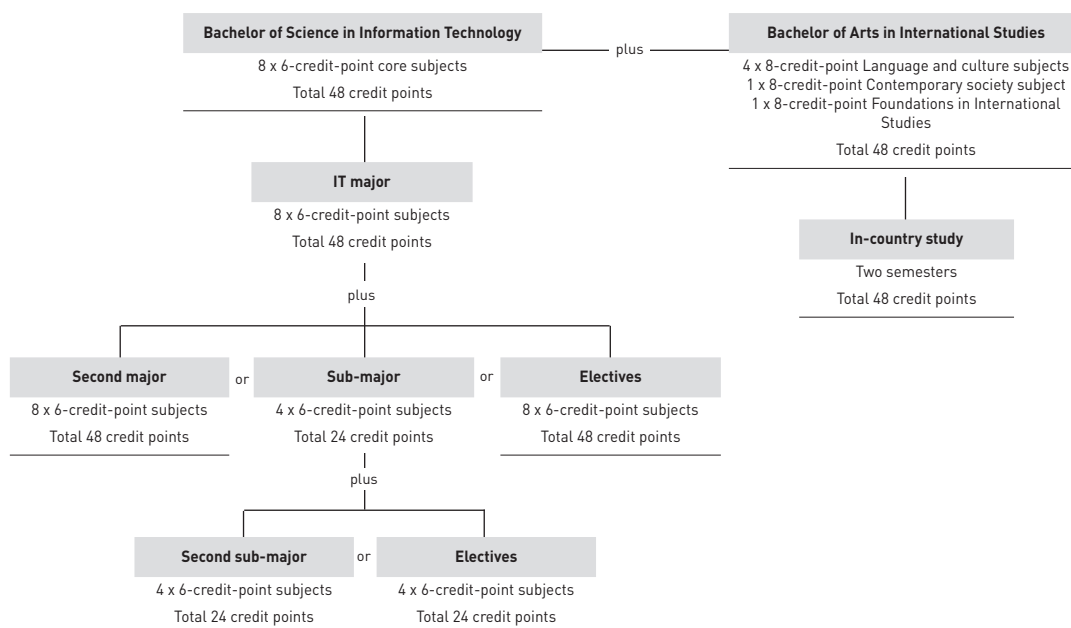 Bachelor of Science in Information Technology
8 x 6-credit-point core subjects
Total 48 credit points
plus
Bachelor of Arts in International Studies
4 x 8-credit-point Language and culture subjects
1 x 8-credit-point Contemporary society subject
1 x 8-credit-point Foundations in International
Studies
Total 48 credit points
IT major
8 x 6-credit-point subjects
Total 48 credit points
In-country study
Two semesters
Total 48 credit points
plus
Second major
8 x 6-credit-point subjects
Total 48 credit points
or
Sub-major
4 x 6-credit-point subjects
Total 24 credit points
or
Electives
8 x 6-credit-point subjects
Total 48 credit points
plus
Second sub-major
4 x 6-credit-point subjects
Total 24 credit points
or
Electives
4 x 6-credit-point subjects
Total 24 credit points